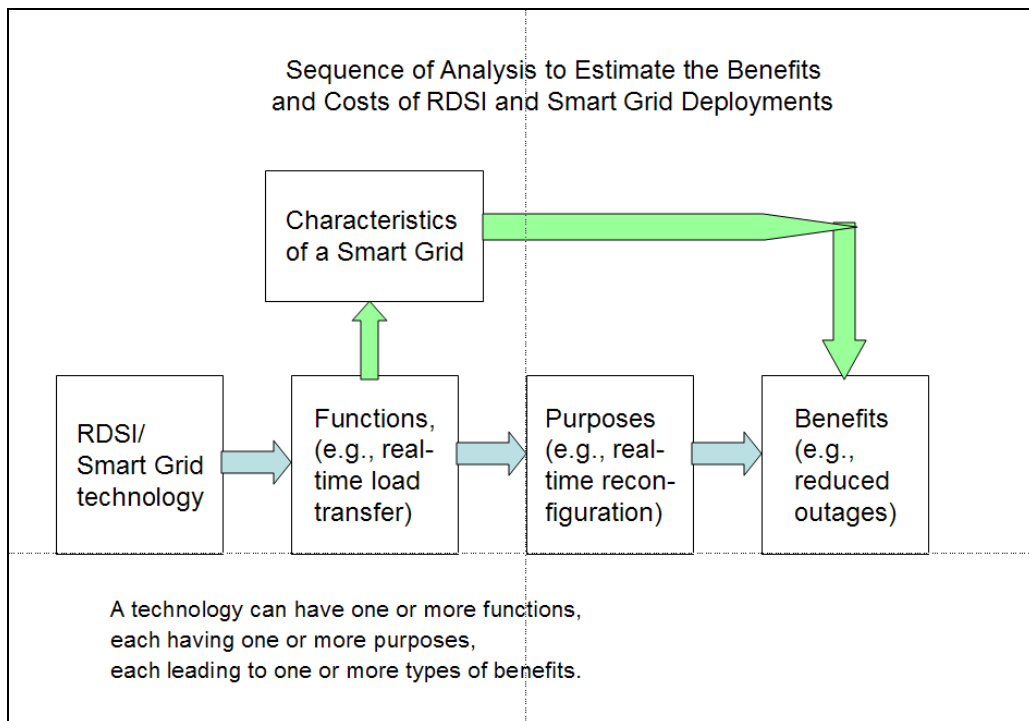 Sequence of Analysis to Estimate the Benefits
and Costs of RDSI and Smart Grid Deployments
Characteristics
of a Smart Grid
RDSI/
Smart Grid
technology
Functions,
(e.g., real-
time load
transfer)
Purposes
(e.g., real-
time recon-
figuration)
Benefits
(e.g.,
reduced
outages)
A technology can have one or more functions,
each having one or more purposes,
each leading to one or more types of benefits.